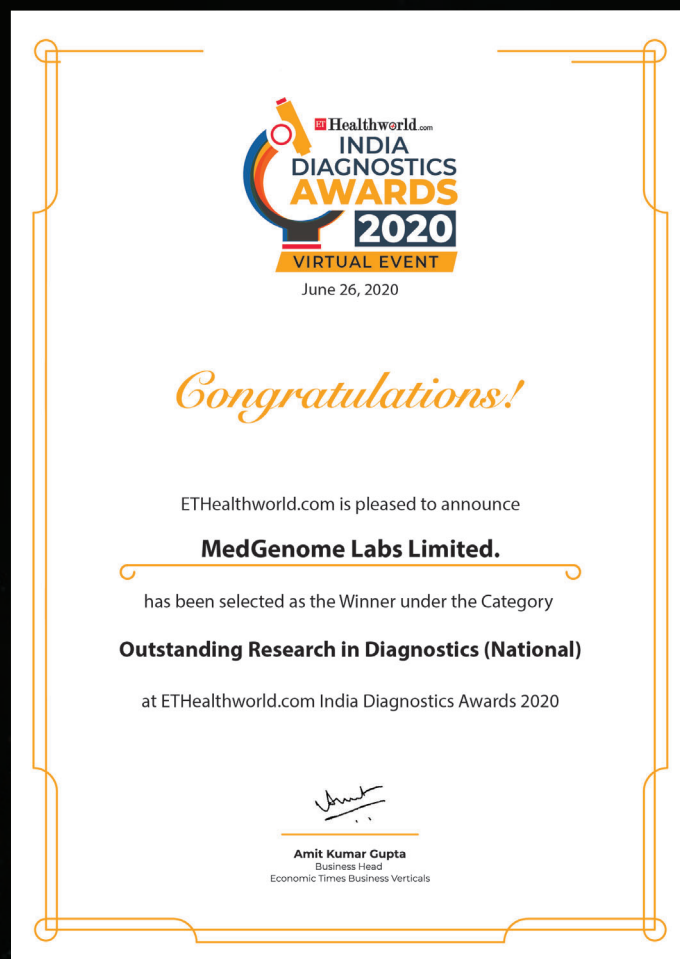 ET Healthworld.com
INDIA
DIAGNOSTICS
AWARDS
2020
VIRTUAL EVENT
June 26, 2020
Congratulations!
ETHealthworld.com is pleased to announce
MedGenome Labs Limited.
has been selected as the Winner under the Category
Outstanding Research in Diagnostics (National)
at ETHealthworld.com India Diagnostics Awards 2020
Amit
Amit Kumar Gupta
Business Head
Economic Times Business Verticals